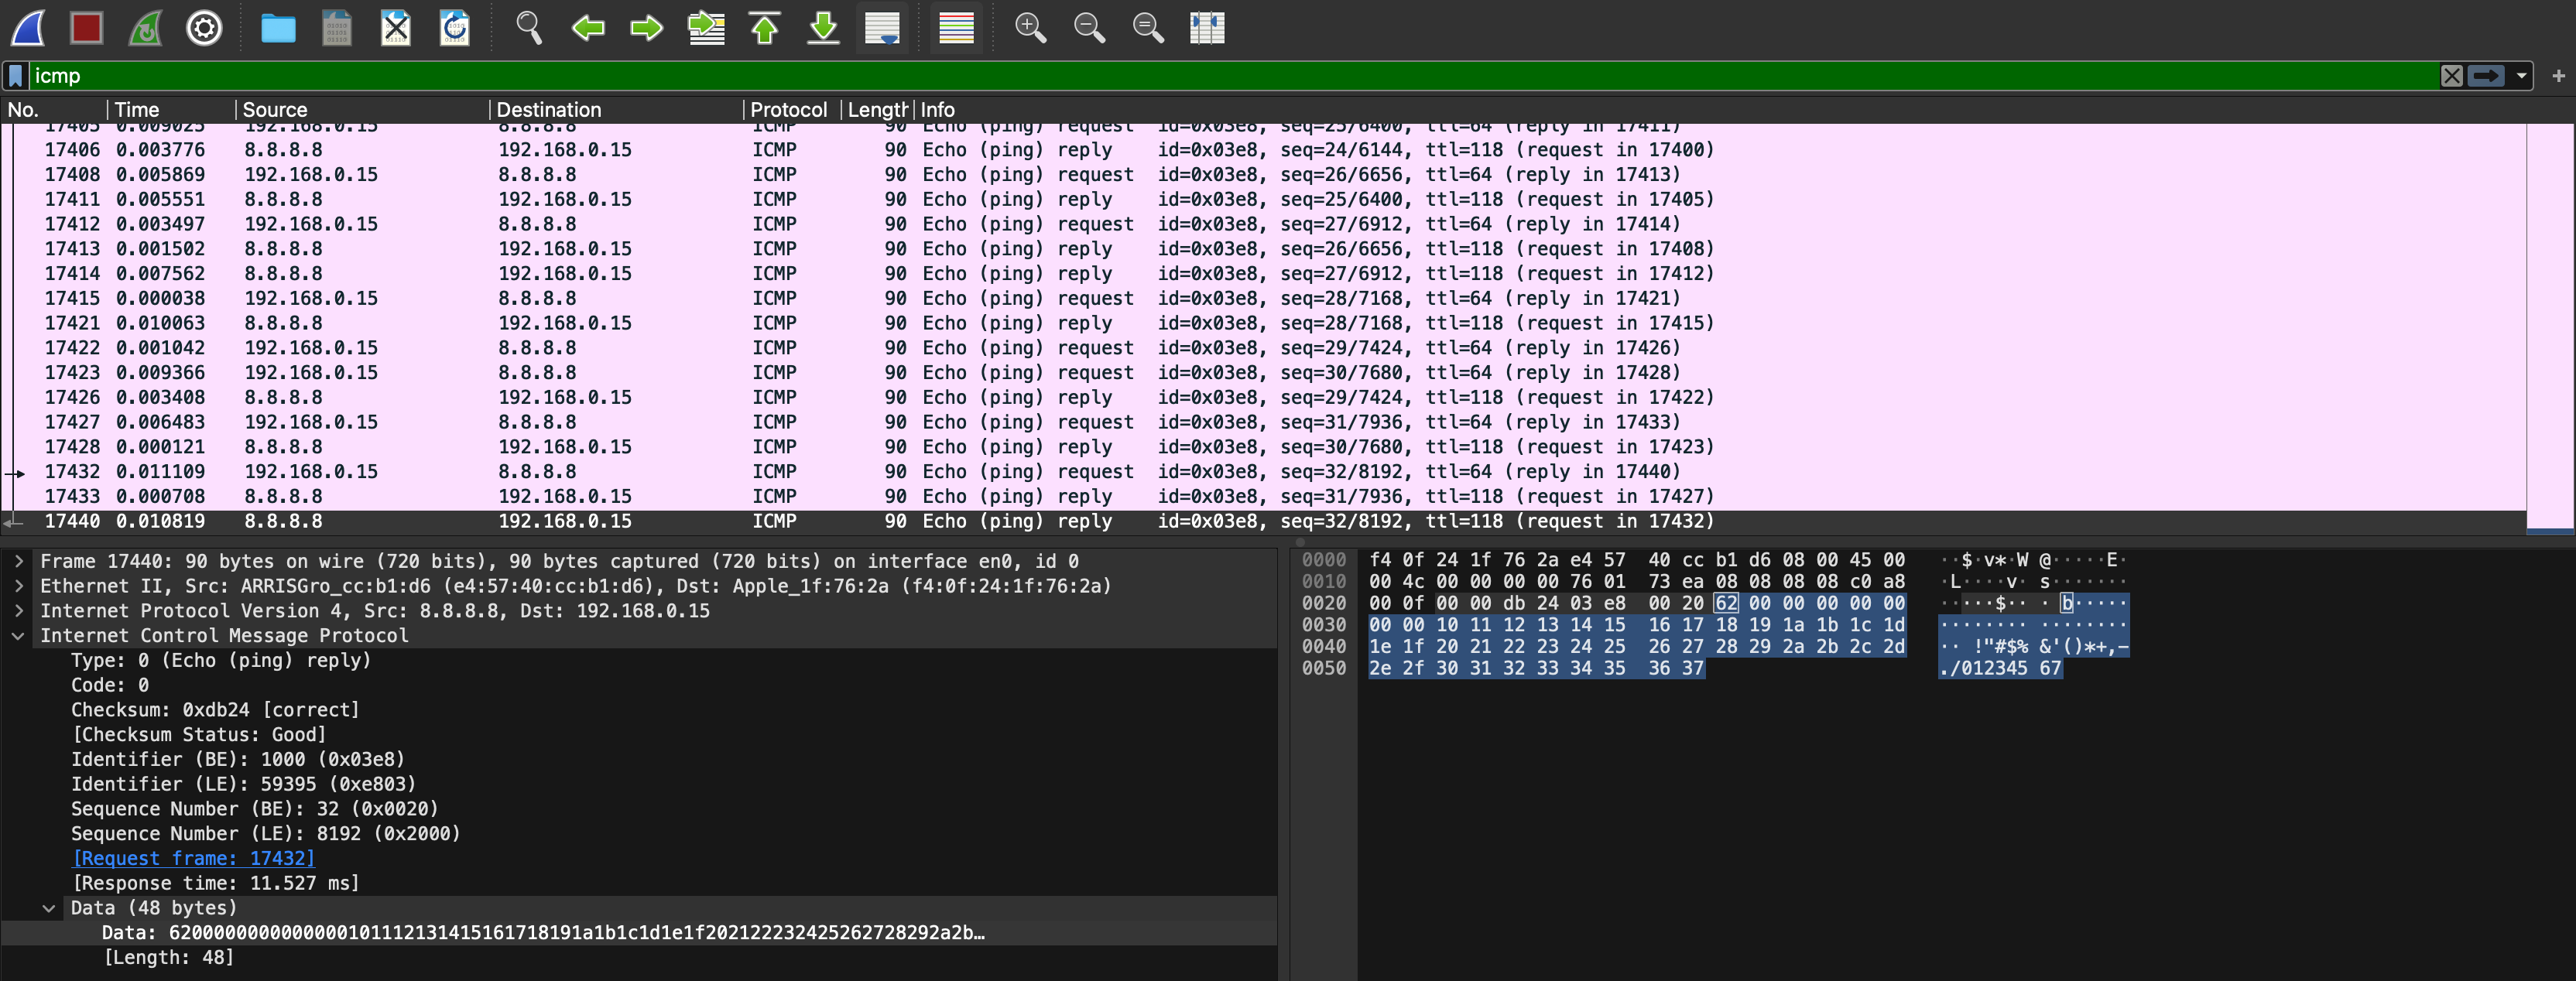 icmp
No. Time Source Destination Protocol Length Info
17405 0.009025 192.168.0.15 8.8.8.8 ICMP 90 Echo (ping) request id=0x03e8, seq=25/6400, ttl=64 (reply in 17411)
17406 0.003776 8.8.8.8 192.168.0.15 ICMP 90 Echo (ping) reply id=0x03e8, seq=24/6144, ttl=118 (request in 17400)
17408 0.005869 192.168.0.15 8.8.8.8 ICMP 90 Echo (ping) request id=0x03e8, seq=26/6656, ttl=64 (reply in 17413)
17411 0.005551 8.8.8.8 192.168.0.15 ICMP 90 Echo (ping) reply id=0x03e8, seq=25/6400, ttl=118 (request in 17405)
17412 0.003497 192.168.0.15 8.8.8.8 ICMP 90 Echo (ping) request id=0x03e8, seq=27/6912, ttl=64 (reply in 17414)
17413 0.001502 8.8.8.8 192.168.0.15 ICMP 90 Echo (ping) reply id=0x03e8, seq=26/6656, ttl=118 (request in 17408)
17414 0.007562 8.8.8.8 192.168.0.15 ICMP 90 Echo (ping) reply id=0x03e8, seq=27/6912, ttl=118 (request in 17412)
17415 0.000038 192.168.0.15 8.8.8.8 ICMP 90 Echo (ping) request id=0x03e8, seq=28/7168, ttl=64 (reply in 17421)
17421 0.010063 8.8.8.8 192.168.0.15 ICMP 90 Echo (ping) reply id=0x03e8, seq=28/7168, ttl=118 (request in 17415)
17422 0.001042 192.168.0.15 8.8.8.8 ICMP 90 Echo (ping) request id=0x03e8, seq=29/7424, ttl=64 (reply in 17426)
17423 0.009366 192.168.0.15 8.8.8.8 ICMP 90 Echo (ping) request id=0x03e8, seq=30/7680, ttl=64 (reply in 17428)
17426 0.003408 8.8.8.8 192.168.0.15 ICMP 90 Echo (ping) reply id=0x03e8, seq=29/7424, ttl=118 (request in 17422)
17427 0.006483 192.168.0.15 8.8.8.8 ICMP 90 Echo (ping) request id=0x03e8, seq=31/7936, ttl=64 (reply in 17433)
17428 0.000121 8.8.8.8 192.168.0.15 ICMP 90 Echo (ping) reply id=0x03e8, seq=30/7680, ttl=118 (request in 17423)
17432 0.011109 192.168.0.15 8.8.8.8 ICMP 90 Echo (ping) request id=0x03e8, seq=32/8192, ttl=64 (reply in 17440)
17433 0.000708 8.8.8.8 192.168.0.15 ICMP 90 Echo (ping) reply id=0x03e8, seq=31/7936, ttl=118 (request in 17427)
17440 0.010819 8.8.8.8 192.168.0.15 ICMP 90 Echo (ping) reply id=0x03e8, seq=32/8192, ttl=118 (request in 17432)
Frame 17440: 90 bytes on wire (720 bits), 90 bytes captured (720 bits) on interface en0, id 0
Ethernet II, Src: ARRISGro_cc:b1:d6 (e4:57:40:cc:b1:d6), Dst: Apple_1f:76:2a (f4:0f:24:1f:76:2a)
Internet Protocol Version 4, Src: 8.8.8.8, Dst: 192.168.0.15
Internet Control Message Protocol
Type: 0 (Echo (ping) reply)
Code: 0
Checksum: 0xdb24 [correct]
[Checksum Status: Good]
Identifier (BE): 1000 (0x03e8)
Identifier (LE): 59395 (0xe803)
Sequence Number (BE): 32 (0x0020)
Sequence Number (LE): 8192 (0x2000)
[Request frame: 17432]
[Response time: 11.527 ms]
Data (48 bytes)
Data: 6200000000000000101112131415161718191a1b1c1d1e1f202122232425262728292a2b…
[Length: 48]
0000 f4 0f 24 1f 76 2a e4 57 40 cc b1 d6 08 00 45 00 ··$·v*·W @·····E·
0010 00 4c 00 00 00 00 76 01 73 ea 08 08 08 08 c0 a8 ·L····v· s·······
0020 00 0f 00 00 db 24 03 e8 00 20 62 00 00 00 00 00 ·····$·· · b·····
0030 00 00 10 11 12 13 14 15 16 17 18 19 1a 1b 1c 1d ········ ········
0040 1e 1f 20 21 22 23 24 25 26 27 28 29 2a 2b 2c 2d ·· !"#$% &'()*+,-
0050 2e 2f 30 31 32 33 34 35 36 37 ./012345 67